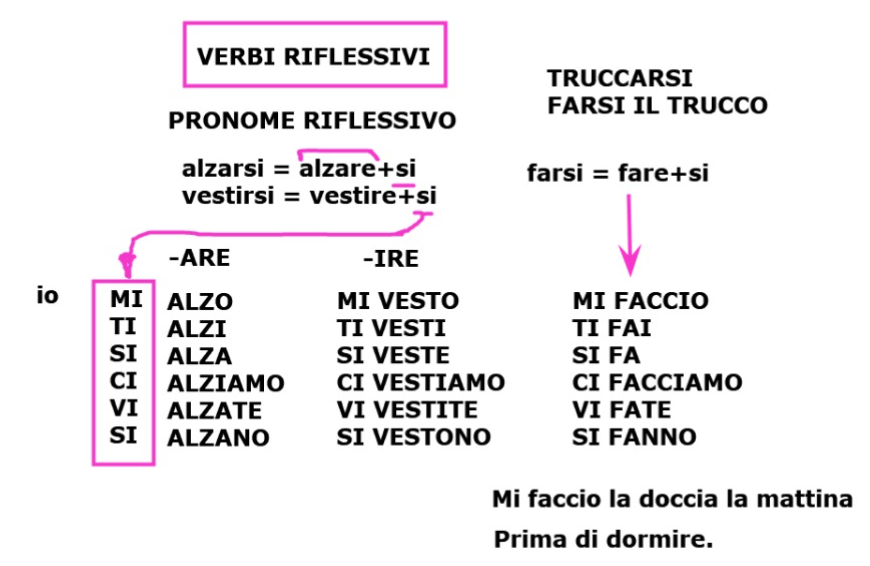 VERBI RIFLESSIVI
TRUCCARSI
FARSI IL TRUCCO
PRONOME RIFLESSIVO
alzarsi = alzare+si
vestirsi = vestire+si
farsi = fare+si
-ARE -IRE
io MI ALZO MI VESTO MI FACCIO
TI ALZI TI VESTI TI FAI
SI ALZA SI VESTE SI FA
CI ALZIAMO CI VESTIAMO CI FACCIAMO
VI ALZATE VI VESTITE VI FATE
SI ALZANO SI VESTONO SI FANNO
Mi faccio la doccia la mattina
Prima di dormire.